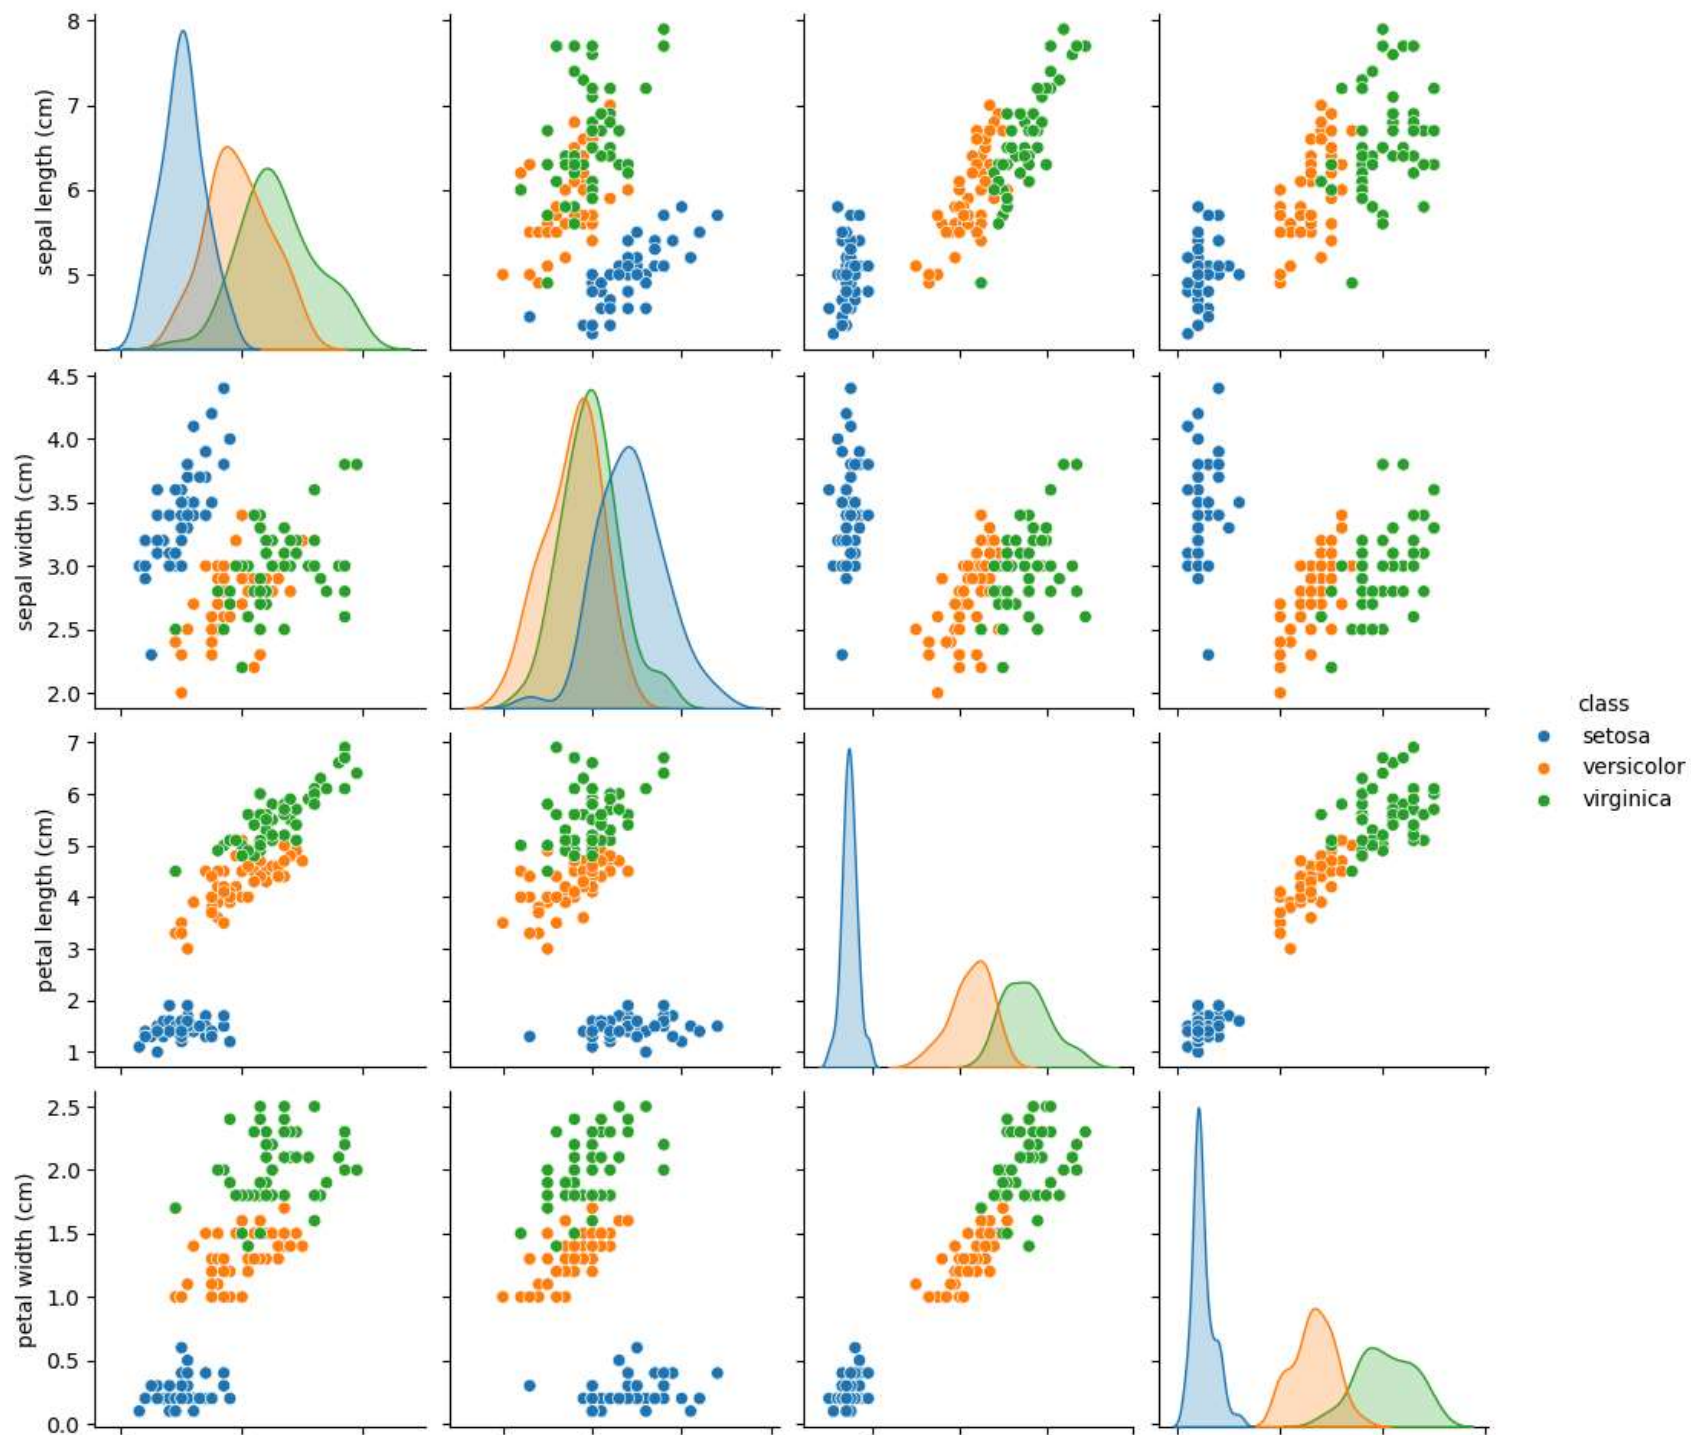 8
7
6
5
sepal length (cm)
4.5
4.0
3.5
3.0
2.5
2.0
sepal width (cm)
7
6
5
4
3
2
1
petal length (cm)
2.5
2.0
1.5
1.0
0.5
0.0
petal width (cm)
class
setosa
versicolor
virginica